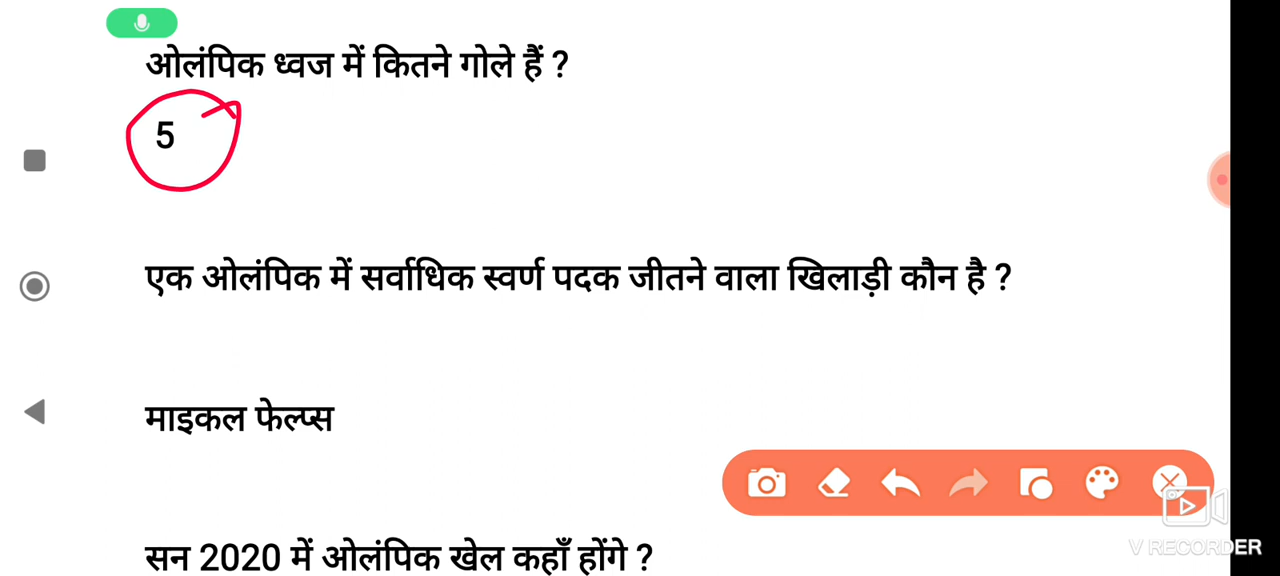 ओलंपिक ध्वज में कितने गोले हैं ?
5
एक ओलंपिक में सर्वाधिक स्वर्ण पदक जीतने वाला खिलाड़ी कौन है ?
माइकल फेल्प्स
सन 2020 में ओलंपिक खेल कहाँ होंगे ?
V RECORDER